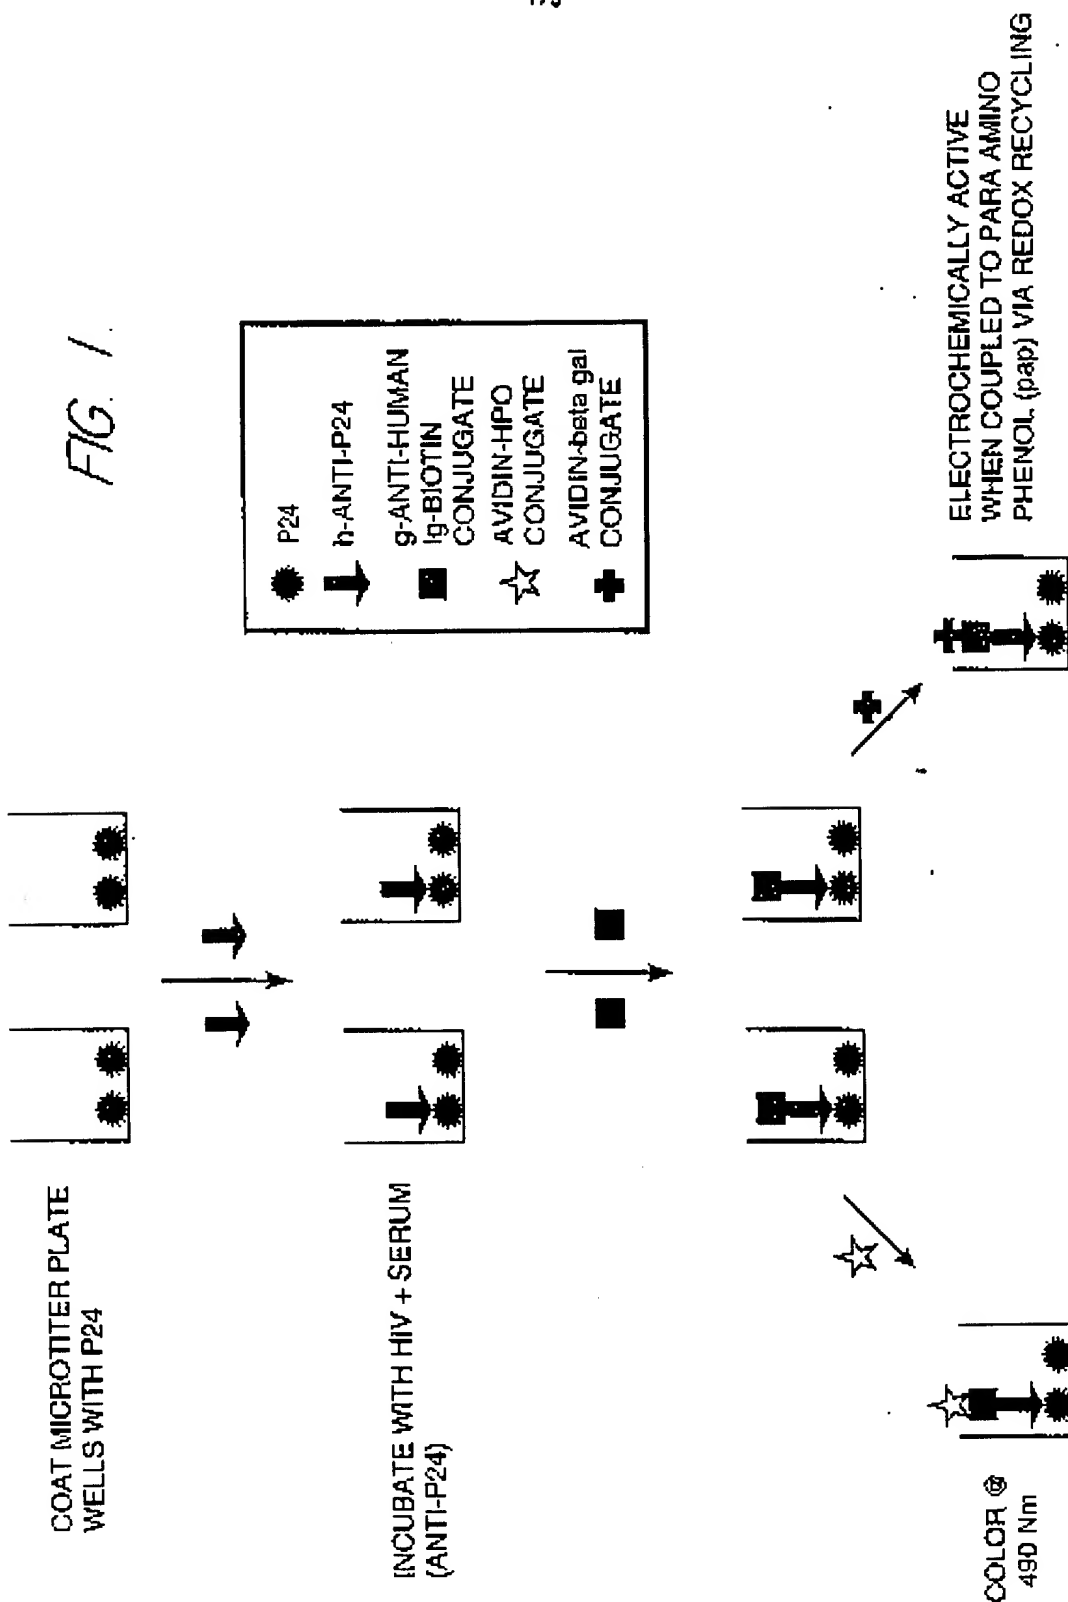 FIG. 1.
COAT MICROTITER PLATE
WELLS WITH P24
INCUBATE WITH HIV + SERUM
(ANTI-P24)
P24
h-ANTI-P24
g-ANTI-HUMAN
Ig-BIOTIN
CONJUGATE
AVIDIN-HPO
CONJUGATE
AVIDIN-beta gal
CONJUGATE
COLOR @
490 Nm
ELECTROCHEMICALLY ACTIVE
WHEN COUPLED TO PARA AMINO
PHENOL (pap) VIA REDOX RECYCLING